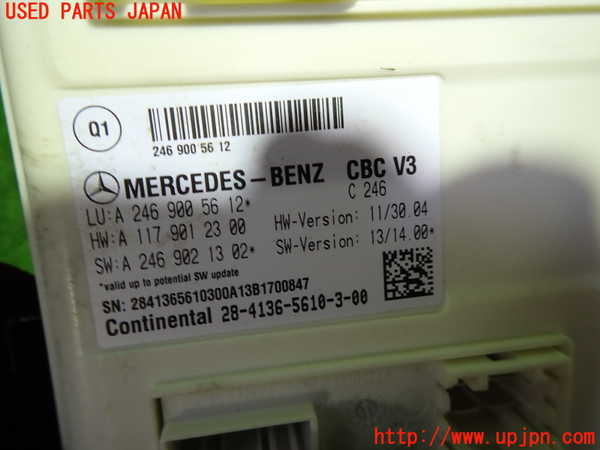 USED PARTS JAPAN
Q1
246 900 56 12
MERCEDES-BENZ CBC V3
C 246
LU:A 246 900 56 12*
HW-Version: 11/30.04
HW:A 117 901 23 00
SW-Version: 13/14.00*
SW:A 246 902 13 02*
*valid up to potential SW update
SN: 2841365610300A13B1700847
Continental 28-4136-5610-3-00
http://www.upjpn.com